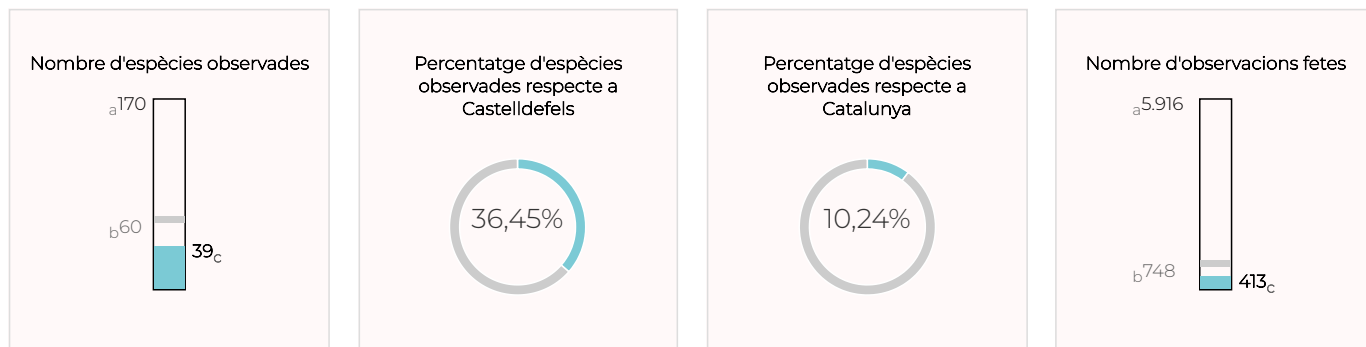 Nombre d'espècies observades
a170
b60
39c
Percentatge d'espècies
observades respecte a
Castelldefels
36,45%
Percentatge d'espècies
observades respecte a
Catalunya
10,24%
Nombre d'observacions fetes
a5.916
b748
413c